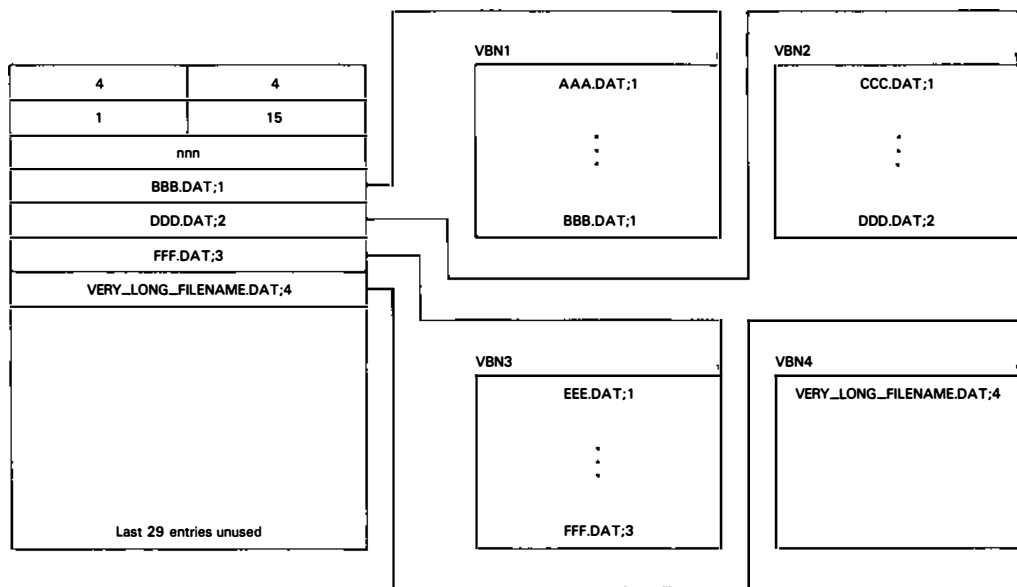 4 4
1 15
nnn
BBB.DAT;1
DDD.DAT;2
FFF.DAT;3
VERY_LONG_FILENAME.DAT;4
Last 29 entries unused
VBN1
AAA.DAT;1
BBB.DAT;1
VBN2
CCC.DAT;1
DDD.DAT;2
VBN3
EEE.DAT;1
FFF.DAT;3
VBN4
VERY_LONG_FILENAME.DAT;4